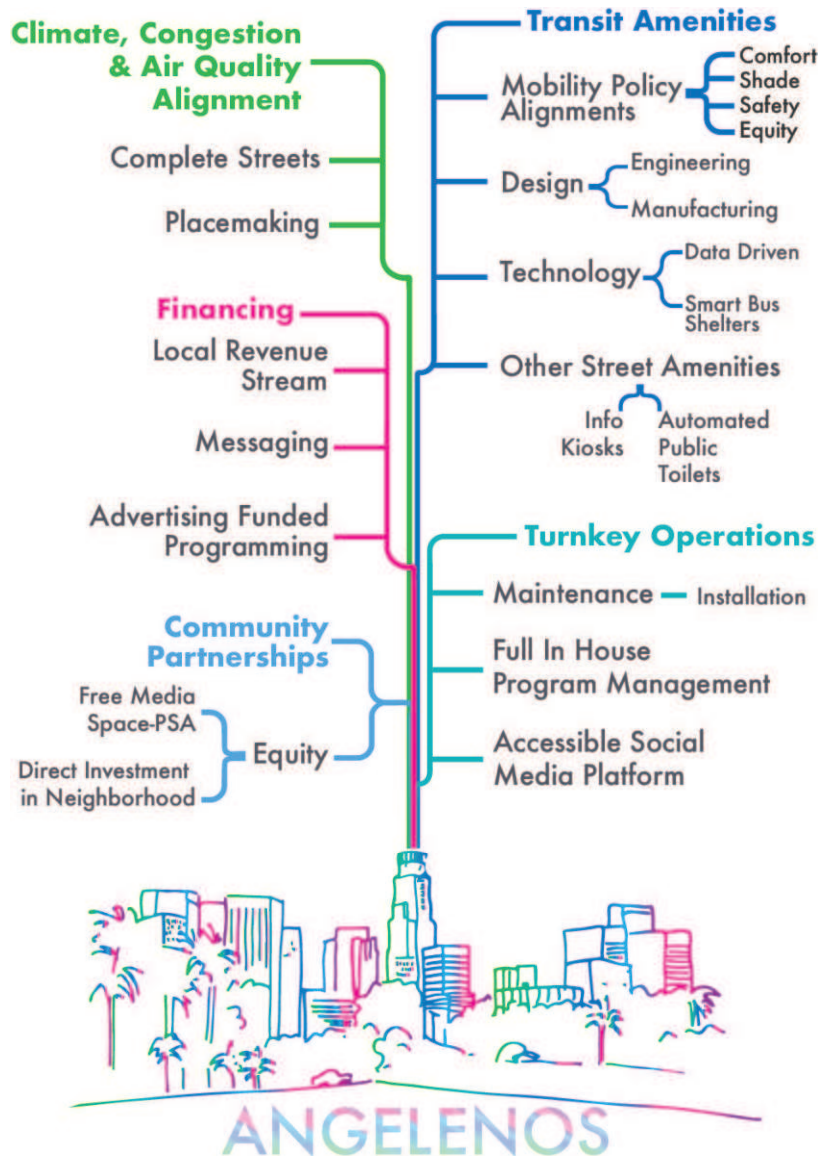 Climate, Congestion
& Air Quality
Alignment
Complete Streets
Placemaking
Financing
Local Revenue
Stream
Messaging
Advertising Funded
Programming
Community
Partnerships
Free Media
Space-PSA
Equity
Direct Investment
in Neighborhood
Transit Amenities
Mobility Policy
Alignments
Comfort
Shade
Safety
Equity
Design
Engineering
Manufacturing
Technology
Data Driven
Smart Bus
Shelters
Other Street Amenities
Info
Kiosks
Automated
Public
Toilets
Turnkey Operations
Maintenance
Installation
Full In House
Program Management
Accessible Social
Media Platform
ANGELENOS